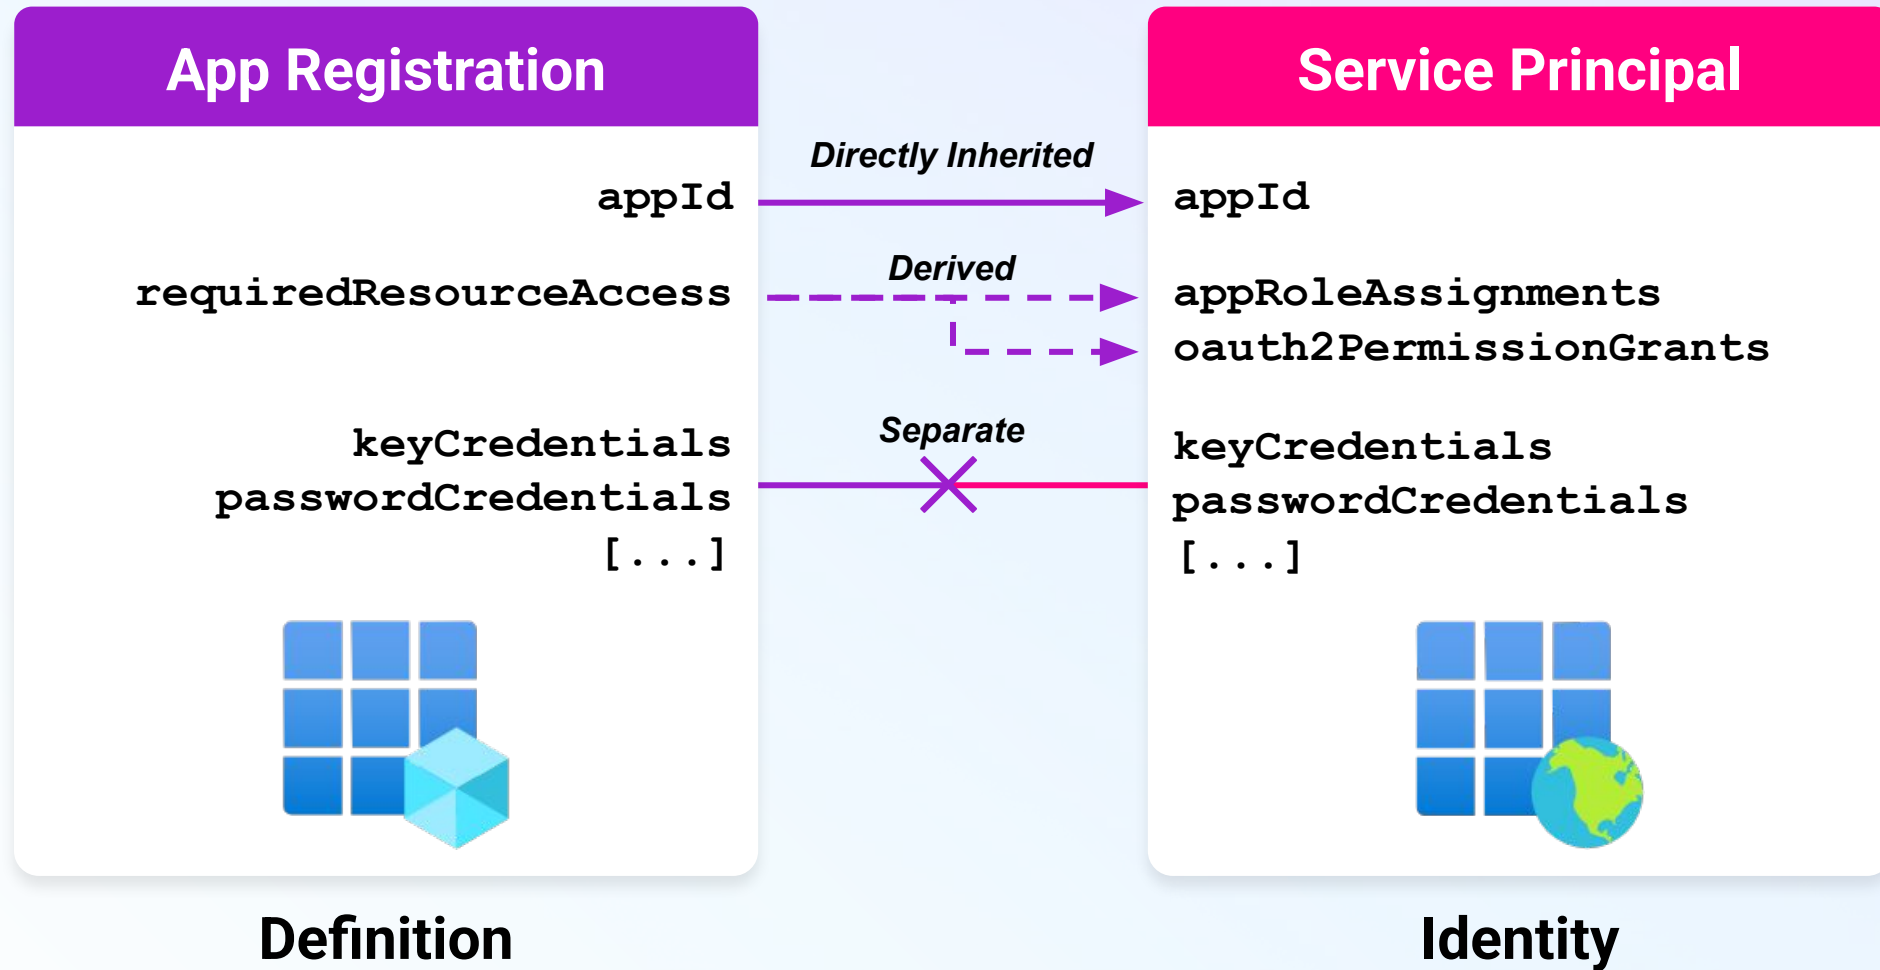 App Registration
appId
requiredResourceAccess
keyCredentials
passwordCredentials
[...]
Definition
Directly Inherited
Derived
Separate
Service Principal
appId
appRoleAssignments
oauth2PermissionGrants
keyCredentials
passwordCredentials
[...]
Identity